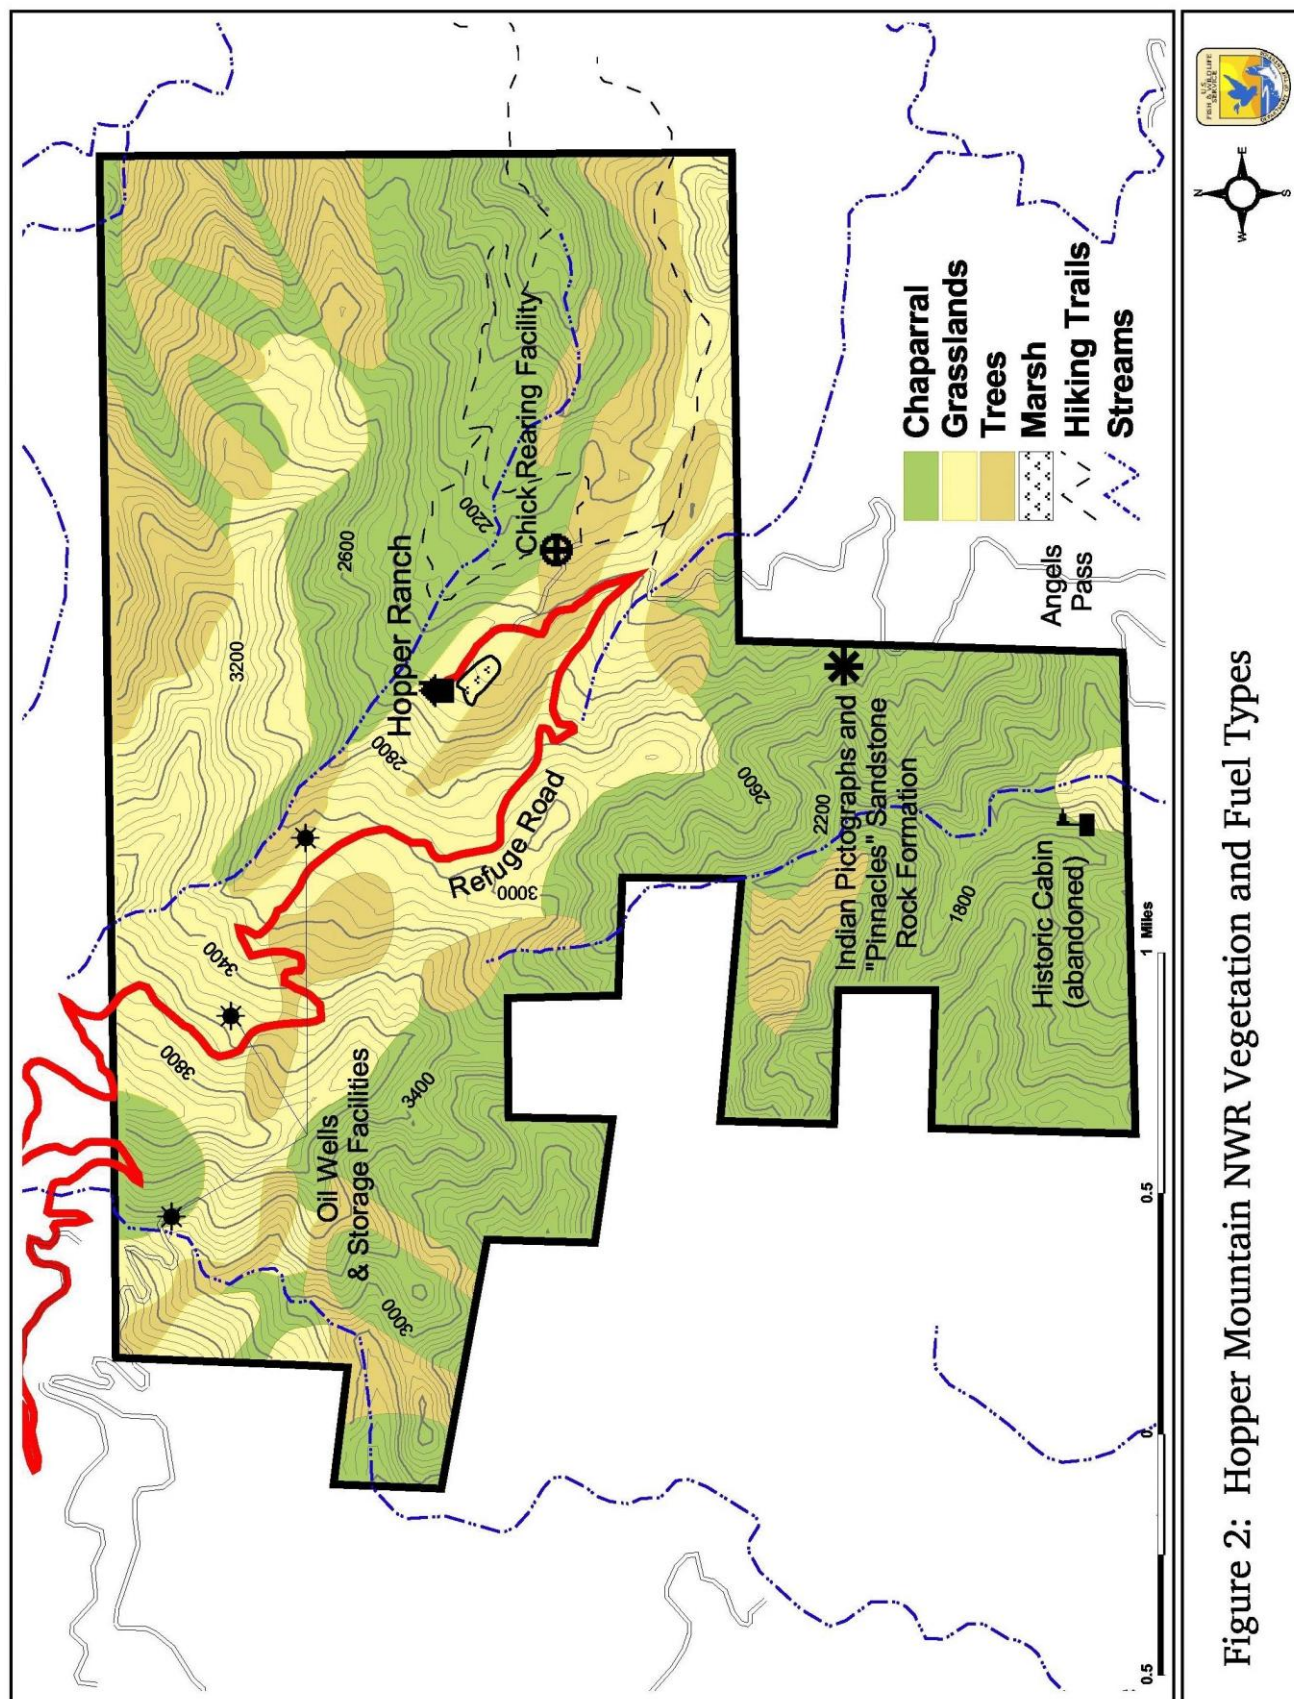 3200
2600
Hopper Ranch
2200
Chick Rearing Facility
2800
Refuge Road
3000
3400
3800
Oil Wells
& Storage Facilities
3400
3000
2600
2200
Indian Pictographs and
"Pinnacles" Sandstone
Rock Formation
1800
Historic Cabin
(abandoned)
Angels
Pass
Chaparral
Grasslands
Trees
Marsh
Hiking Trails
Streams
0.5
0
0.5
1 Miles
Figure 2: Hopper Mountain NWR Vegetation and Fuel Types
N
W
E
S
U.S.
FISH & WILDLIFE
SERVICE